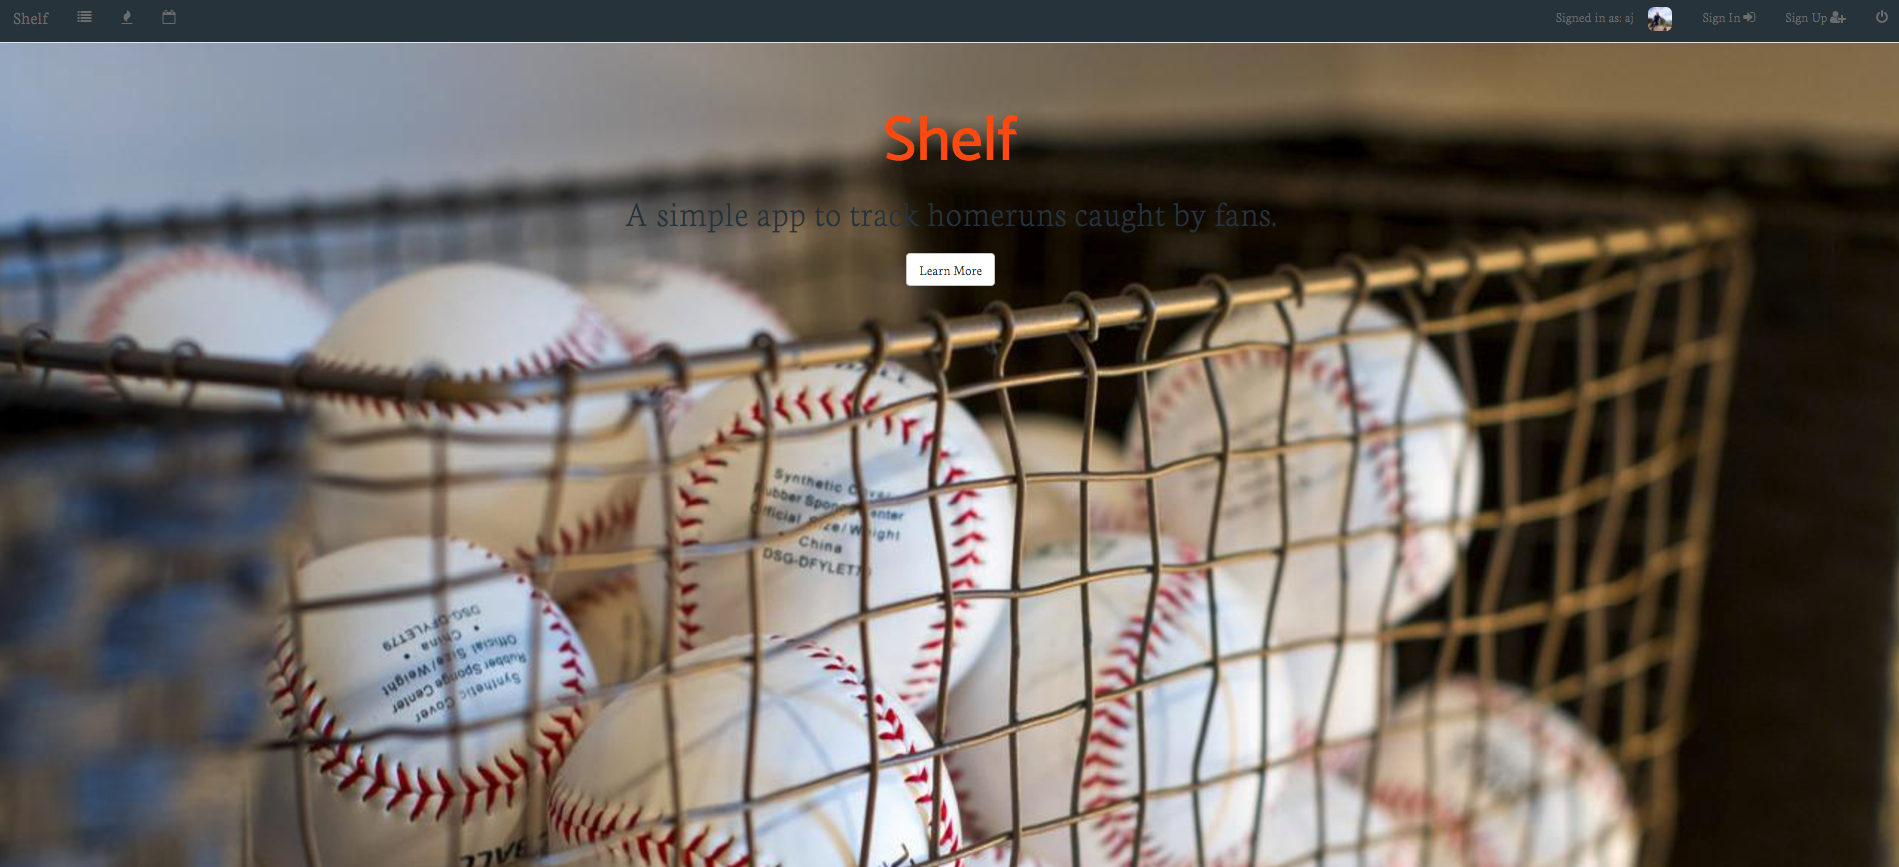 Shelf
Signed in as: aj
Sign In
Sign Up
Shelf
A simple app to track homeruns caught by fans.
Learn More
Synthetic
Rubber Sponge Center
Official Size/Weight
• China
DSG-DFYLET7
Synthetic Cover
Rubber Sponge Center
Official Size/Weight
• China •
DSG-DFYLET79
BALL